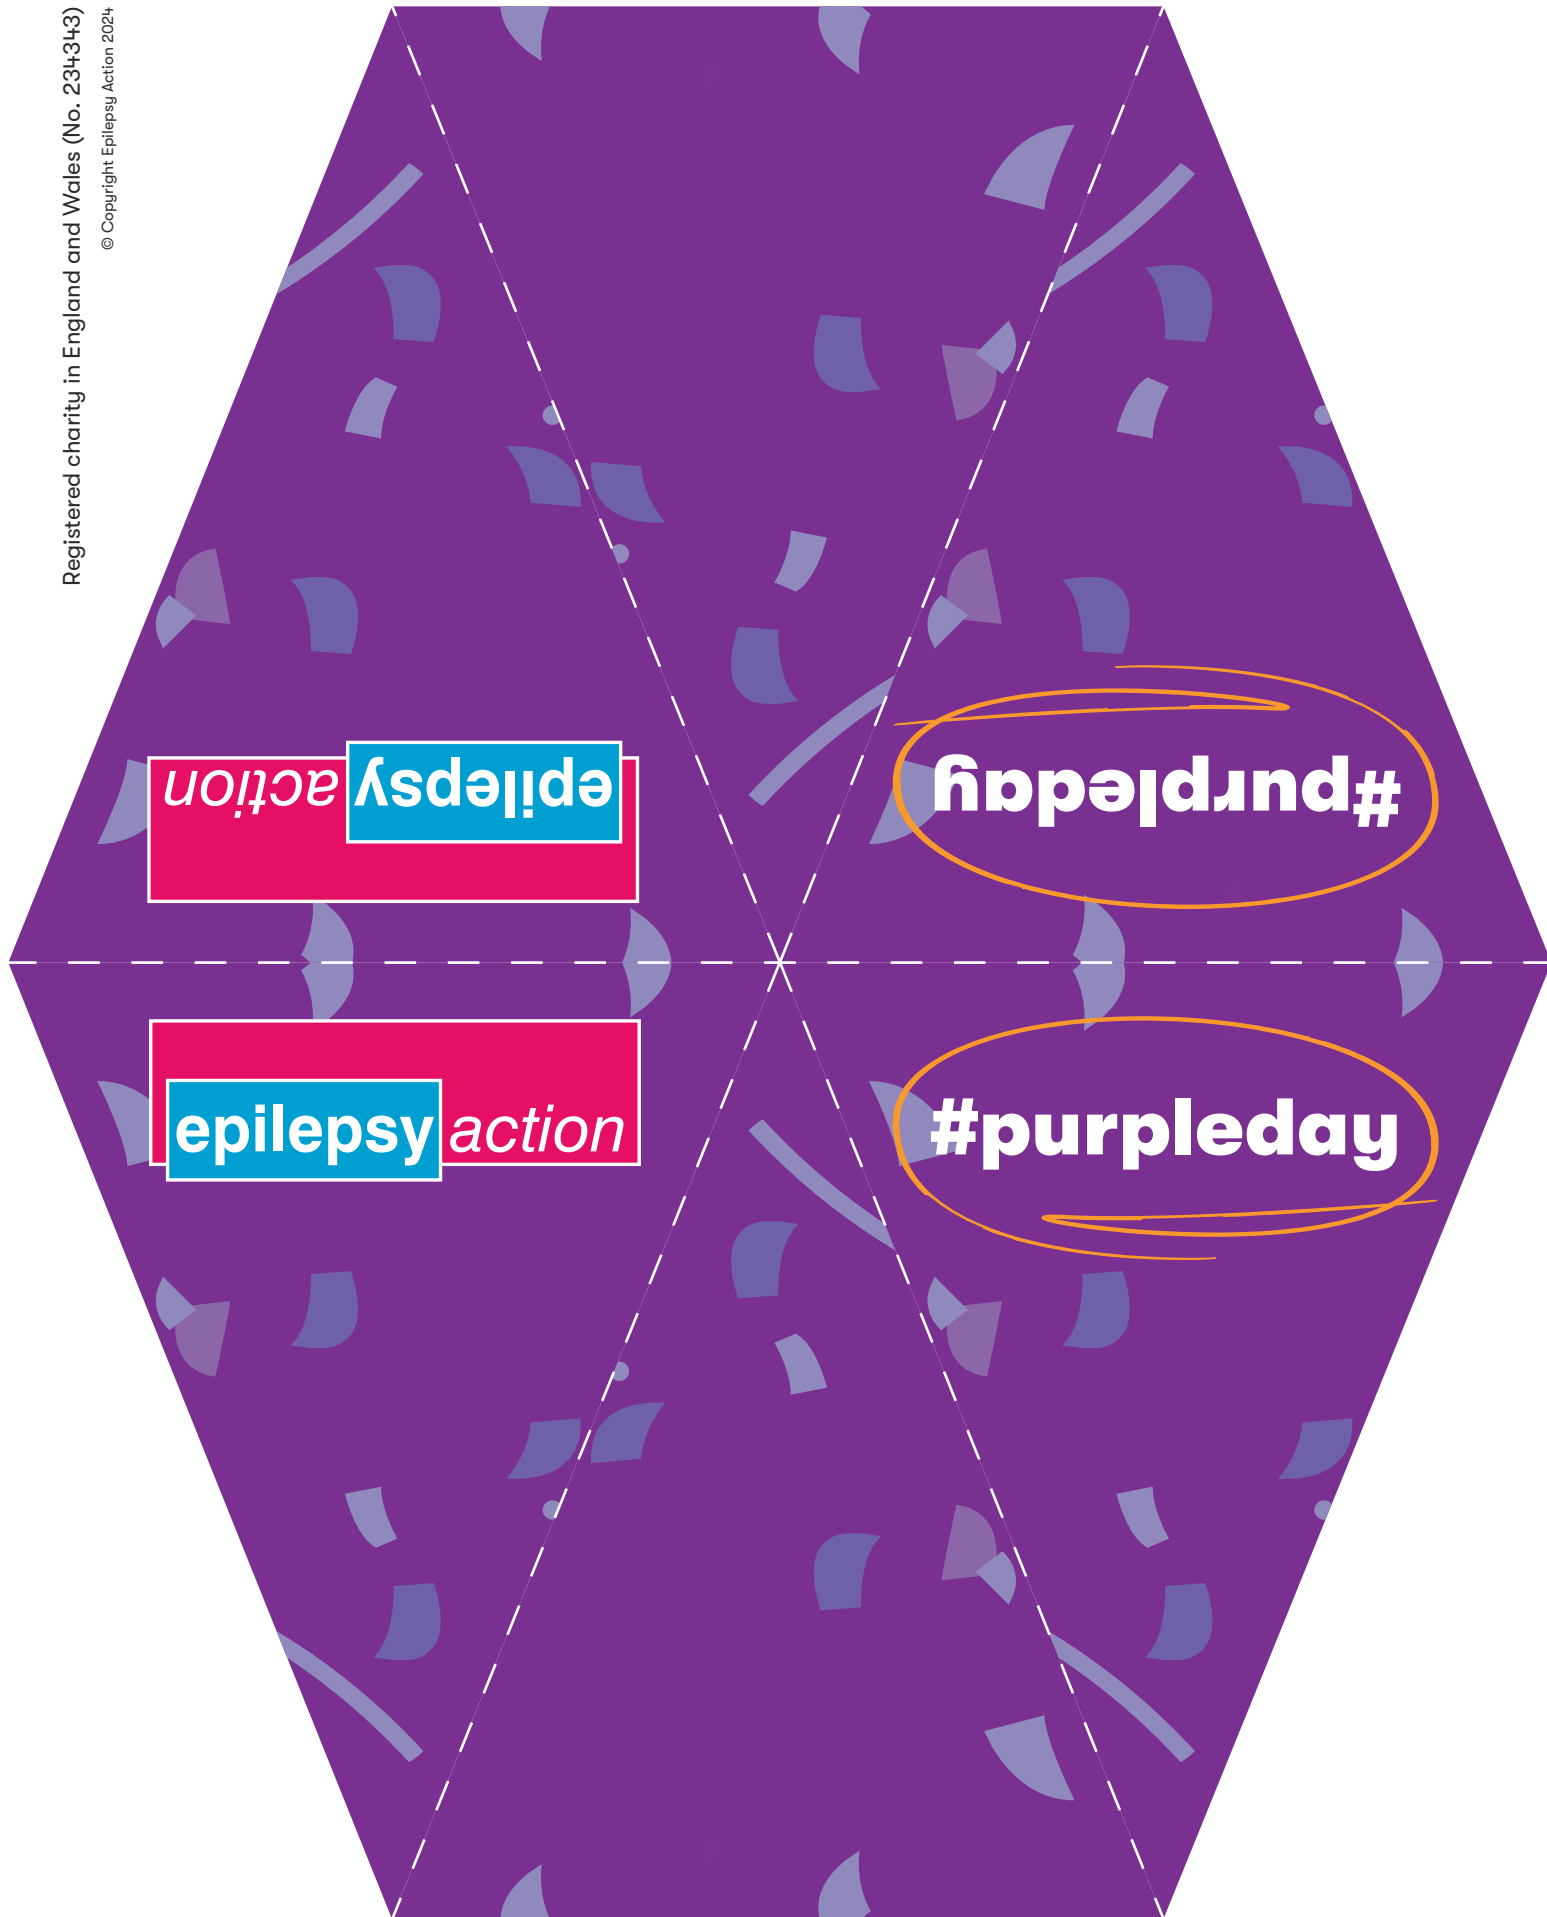 Registered charity in England and Wales (No. 234343)
© Copyright Epilepsy Action 2024
epilepsy action
#purpleday
epilepsy action
#purpleday